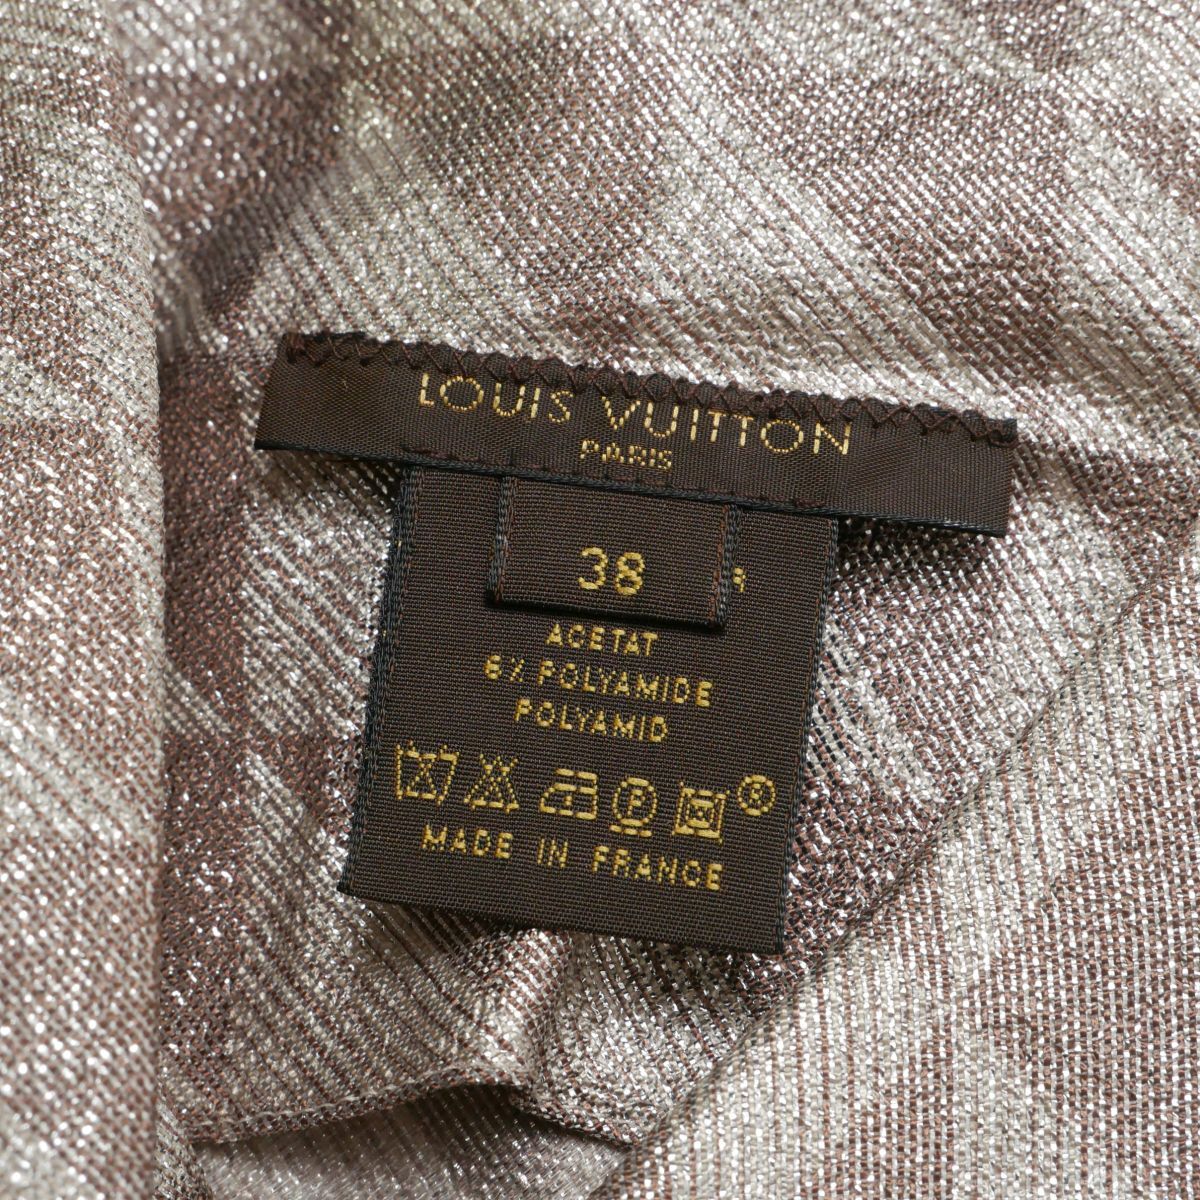 LOUIS VUITTON
PARIS
38
ACETAT
6% POLYAMIDE
POLYAMID
P
®
MADE IN FRANCE